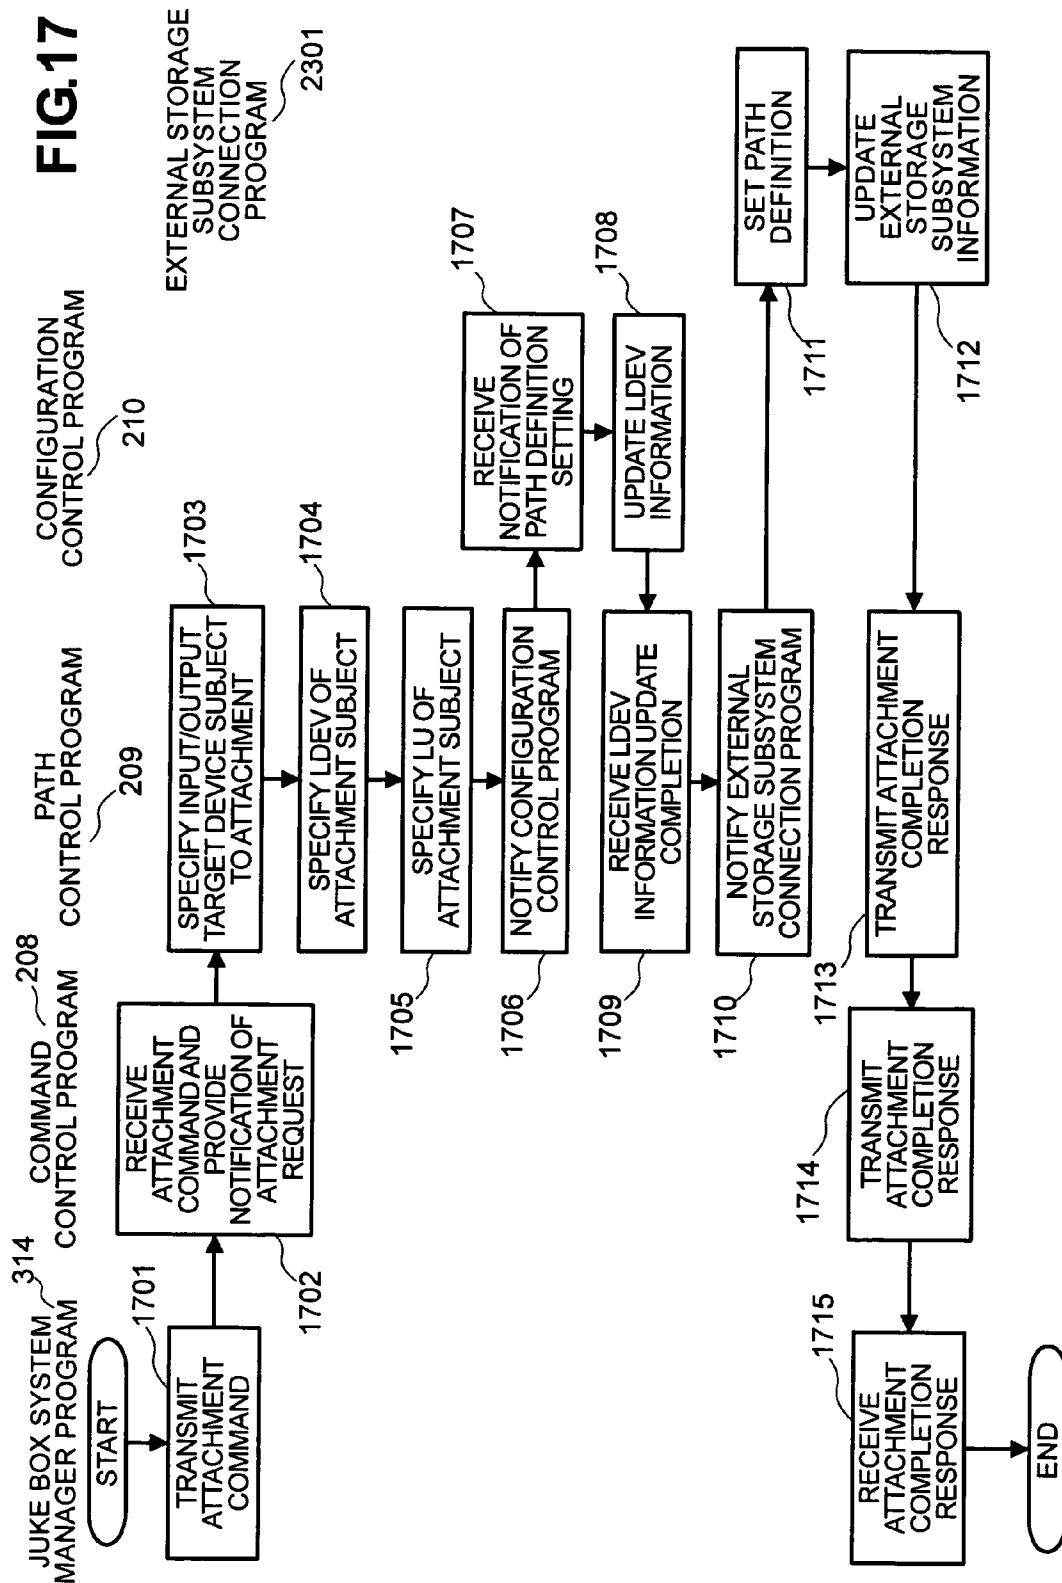 FIG.17
JUKE BOX SYSTEM
MANAGER PROGRAM
314
COMMAND
CONTROL PROGRAM
208
PATH
CONTROL PROGRAM
209
CONFIGURATION
CONTROL PROGRAM
210
EXTERNAL STORAGE
SUBSYSTEM
CONNECTION
PROGRAM
2301
START
1701
TRANSMIT
ATTACHMENT
COMMAND
RECEIVE
ATTACHMENT
COMMAND AND
PROVIDE
NOTIFICATION OF
ATTACHMENT
REQUEST
1702
1703
SPECIFY INPUT/OUTPUT
TARGET DEVICE SUBJECT
TO ATTACHMENT
1704
SPECIFY LDEV OF
ATTACHMENT SUBJECT
SPECIFY LU OF
ATTACHMENT SUBJECT
1705
NOTIFY CONFIGURATION
CONTROL PROGRAM
1706
1707
RECEIVE
NOTIFICATION OF
PATH DEFINITION
SETTING
1708
UPDATE LDEV
INFORMATION
RECEIVE LDEV
INFORMATION UPDATE
COMPLETION
1709
NOTIFY EXTERNAL
STORAGE SUBSYSTEM
CONNECTION PROGRAM
1710
SET PATH
DEFINITION
1711
UPDATE
EXTERNAL
STORAGE
SUBSYSTEM
INFORMATION
1712
TRANSMIT ATTACHMENT
COMPLETION
RESPONSE
1713
TRANSMIT
ATTACHMENT
COMPLETION
RESPONSE
1714
1715
RECEIVE
ATTACHMENT
COMPLETION
RESPONSE
END